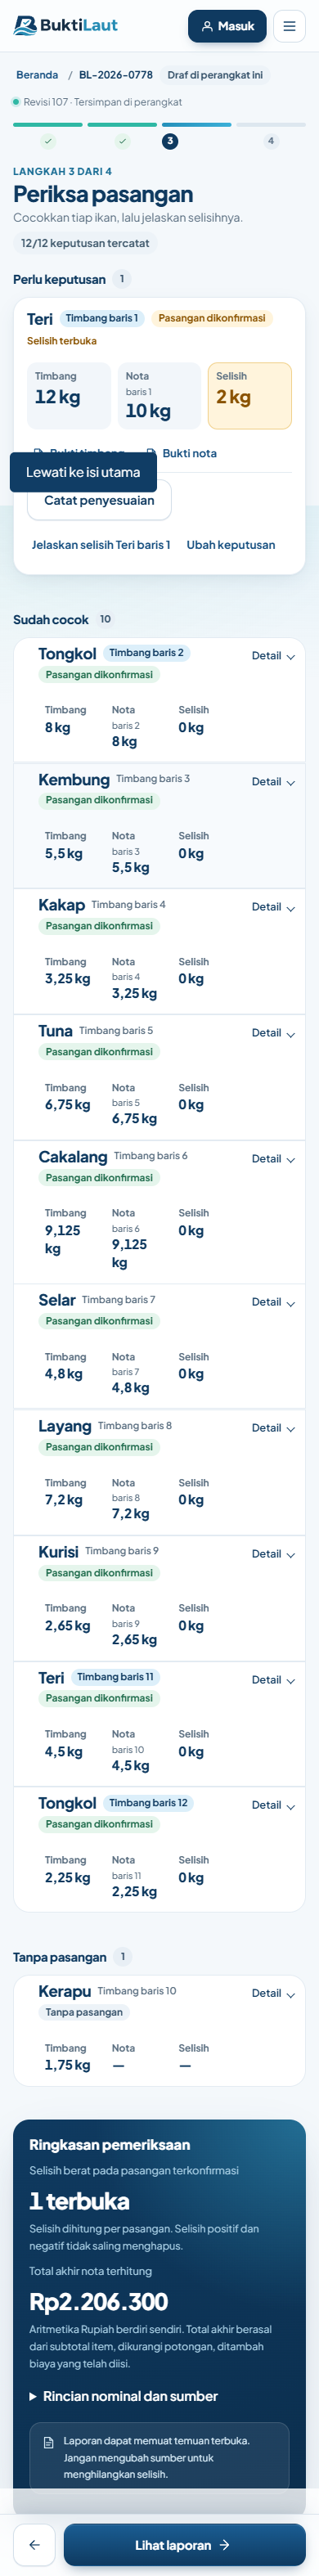 BuktiLaut
Masuk
Beranda / BL-2026-0778 Draf di perangkat ini
Revisi 107 · Tersimpan di perangkat
3 4
LANGKAH 3 DARI 4
Periksa pasangan
Cocokkan tiap ikan, lalu jelaskan selisihnya.
12/12 keputusan tercatat
Perlu keputusan 1
Teri Timbang baris 1 Pasangan dikonfirmasi
Selisih terbuka
Timbang Nota Selisih
12 kg baris 1 2 kg
10 kg
Bukti nota
Lewati ke isi utama
Catat penyesuaian
Jelaskan selisih Teri baris 1 Ubah keputusan
Sudah cocok 10
Tongkol Timbang baris 2 Detail
Pasangan dikonfirmasi
Timbang Nota Selisih
8 kg baris 2 0 kg
8 kg
Kembung Timbang baris 3 Detail
Pasangan dikonfirmasi
Timbang Nota Selisih
5,5 kg baris 3 0 kg
5,5 kg
Kakap Timbang baris 4 Detail
Pasangan dikonfirmasi
Timbang Nota Selisih
3,25 kg baris 4 0 kg
3,25 kg
Tuna Timbang baris 5 Detail
Pasangan dikonfirmasi
Timbang Nota Selisih
6,75 kg baris 5 0 kg
6,75 kg
Cakalang Timbang baris 6 Detail
Pasangan dikonfirmasi
Timbang Nota Selisih
9,125 kg baris 6 0 kg
9,125 kg
Selar Timbang baris 7 Detail
Pasangan dikonfirmasi
Timbang Nota Selisih
4,8 kg baris 7 0 kg
4,8 kg
Layang Timbang baris 8 Detail
Pasangan dikonfirmasi
Timbang Nota Selisih
7,2 kg baris 8 0 kg
7,2 kg
Kurisi Timbang baris 9 Detail
Pasangan dikonfirmasi
Timbang Nota Selisih
2,65 kg baris 9 0 kg
2,65 kg
Teri Timbang baris 11 Detail
Pasangan dikonfirmasi
Timbang Nota Selisih
4,5 kg baris 10 0 kg
4,5 kg
Tongkol Timbang baris 12 Detail
Pasangan dikonfirmasi
Timbang Nota Selisih
2,25 kg baris 11 0 kg
2,25 kg
Tanpa pasangan 1
Kerapu Timbang baris 10 Detail
Tanpa pasangan
Timbang Nota Selisih
1,75 kg — —
Ringkasan pemeriksaan
Selisih berat pada pasangan terkonfirmasi
1 terbuka
Selisih dihitung per pasangan. Selisih positif dan
negatif tidak saling menghapus.
Total akhir nota terhitung
Rp2.206.300
Aritmetika Rupiah berdiri sendiri. Total akhir berasal
dari subtotal item, dikurangi potongan, ditambah
biaya yang telah diisi.
Rincian nominal dan sumber
Laporan dapat memuat temuan terbuka.
Jangan mengubah sumber untuk
menghilangkan selisih.
Lihat laporan